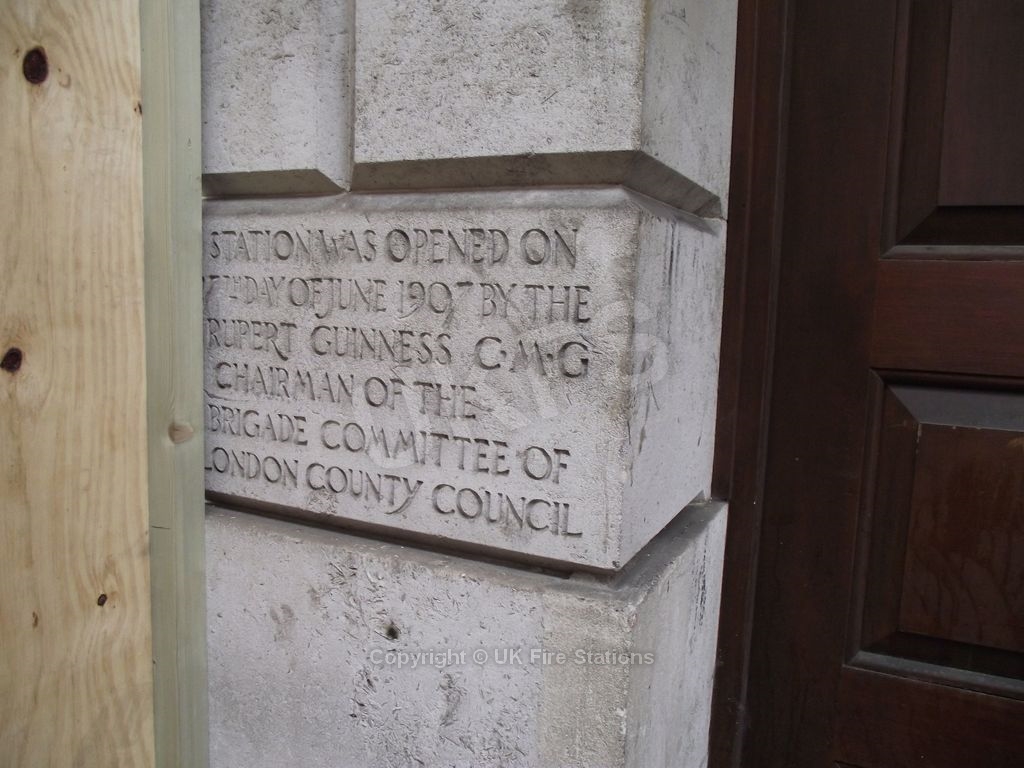 STATION WAS OPENED ON
TH DAY OF JUNE 1907 BY THE
RUPERT GUINNESS C·M·G
CHAIRMAN OF THE
BRIGADE COMMITTEE OF
LONDON COUNTY COUNCIL
Copyright © UK Fire Stations